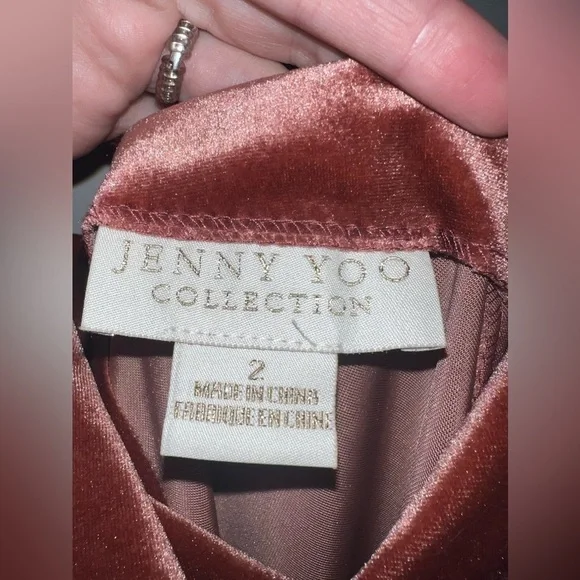 JENNY YOO
COLLECTION
2
MADE IN CHINA
FABRIQUE EN CHINE